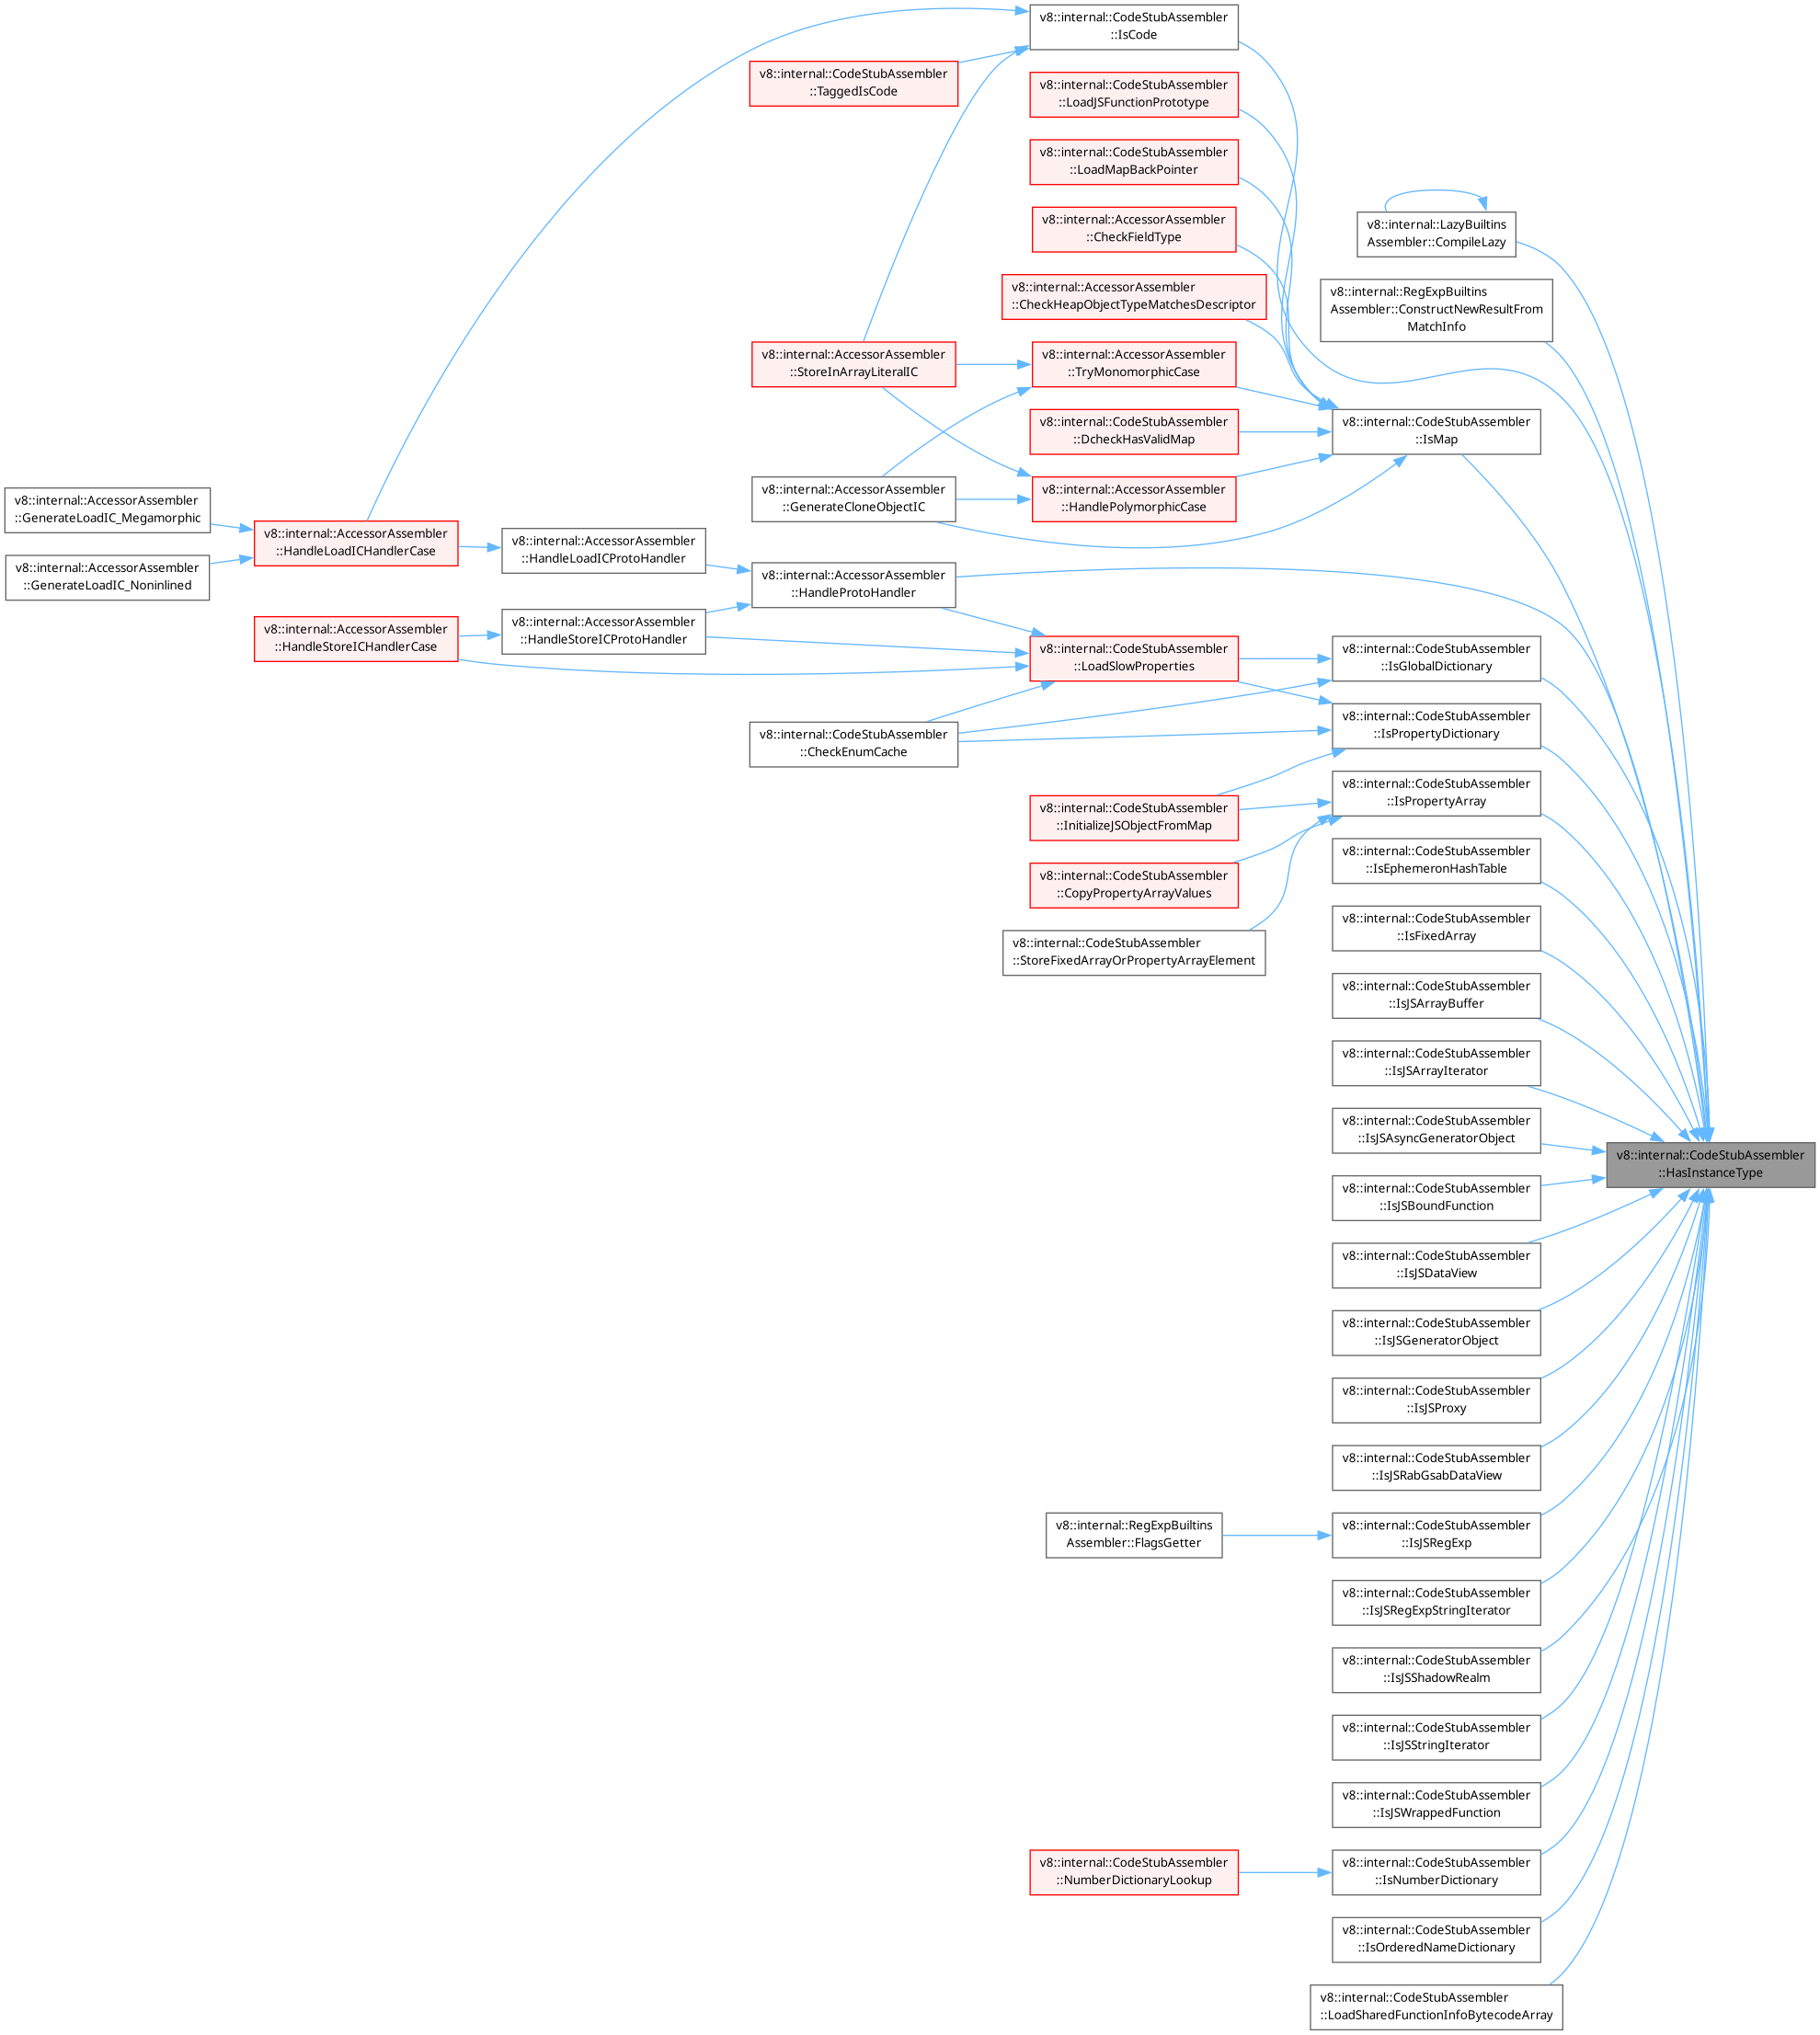 v8::internal::CodeStubAssembler
::IsCode
v8::internal::CodeStubAssembler
::TaggedIsCode
v8::internal::CodeStubAssembler
::LoadJSFunctionPrototype
v8::internal::CodeStubAssembler
::LoadMapBackPointer
v8::internal::LazyBuiltins
Assembler::CompileLazy
v8::internal::AccessorAssembler
::CheckFieldType
v8::internal::RegExpBuiltins
Assembler::ConstructNewResultFrom
MatchInfo
v8::internal::AccessorAssembler
::CheckHeapObjectTypeMatchesDescriptor
v8::internal::AccessorAssembler
::StoreInArrayLiteralIC
v8::internal::AccessorAssembler
::TryMonomorphicCase
v8::internal::CodeStubAssembler
::DcheckHasValidMap
v8::internal::CodeStubAssembler
::IsMap
v8::internal::AccessorAssembler
::GenerateCloneObjectIC
v8::internal::AccessorAssembler
::HandlePolymorphicCase
v8::internal::AccessorAssembler
::GenerateLoadIC_Megamorphic
v8::internal::AccessorAssembler
::HandleLoadICHandlerCase
v8::internal::AccessorAssembler
::HandleLoadICProtoHandler
v8::internal::AccessorAssembler
::GenerateLoadIC_Noninlined
v8::internal::AccessorAssembler
::HandleProtoHandler
v8::internal::AccessorAssembler
::HandleStoreICHandlerCase
v8::internal::AccessorAssembler
::HandleStoreICProtoHandler
v8::internal::CodeStubAssembler
::LoadSlowProperties
v8::internal::CodeStubAssembler
::IsGlobalDictionary
v8::internal::CodeStubAssembler
::CheckEnumCache
v8::internal::CodeStubAssembler
::IsPropertyDictionary
v8::internal::CodeStubAssembler
::InitializeJSObjectFromMap
v8::internal::CodeStubAssembler
::IsPropertyArray
v8::internal::CodeStubAssembler
::CopyPropertyArrayValues
v8::internal::CodeStubAssembler
::IsEphemeronHashTable
v8::internal::CodeStubAssembler
::StoreFixedArrayOrPropertyArrayElement
v8::internal::CodeStubAssembler
::IsFixedArray
v8::internal::CodeStubAssembler
::IsJSArrayBuffer
v8::internal::CodeStubAssembler
::IsJSArrayIterator
v8::internal::CodeStubAssembler
::IsJSAsyncGeneratorObject
v8::internal::CodeStubAssembler
::HasInstanceType
v8::internal::CodeStubAssembler
::IsJSBoundFunction
v8::internal::CodeStubAssembler
::IsJSDataView
v8::internal::CodeStubAssembler
::IsJSGeneratorObject
v8::internal::CodeStubAssembler
::IsJSProxy
v8::internal::CodeStubAssembler
::IsJSRabGsabDataView
v8::internal::RegExpBuiltins
Assembler::FlagsGetter
v8::internal::CodeStubAssembler
::IsJSRegExp
v8::internal::CodeStubAssembler
::IsJSRegExpStringIterator
v8::internal::CodeStubAssembler
::IsJSShadowRealm
v8::internal::CodeStubAssembler
::IsJSStringIterator
v8::internal::CodeStubAssembler
::IsJSWrappedFunction
v8::internal::CodeStubAssembler
::NumberDictionaryLookup
v8::internal::CodeStubAssembler
::IsNumberDictionary
v8::internal::CodeStubAssembler
::IsOrderedNameDictionary
v8::internal::CodeStubAssembler
::LoadSharedFunctionInfoBytecodeArray